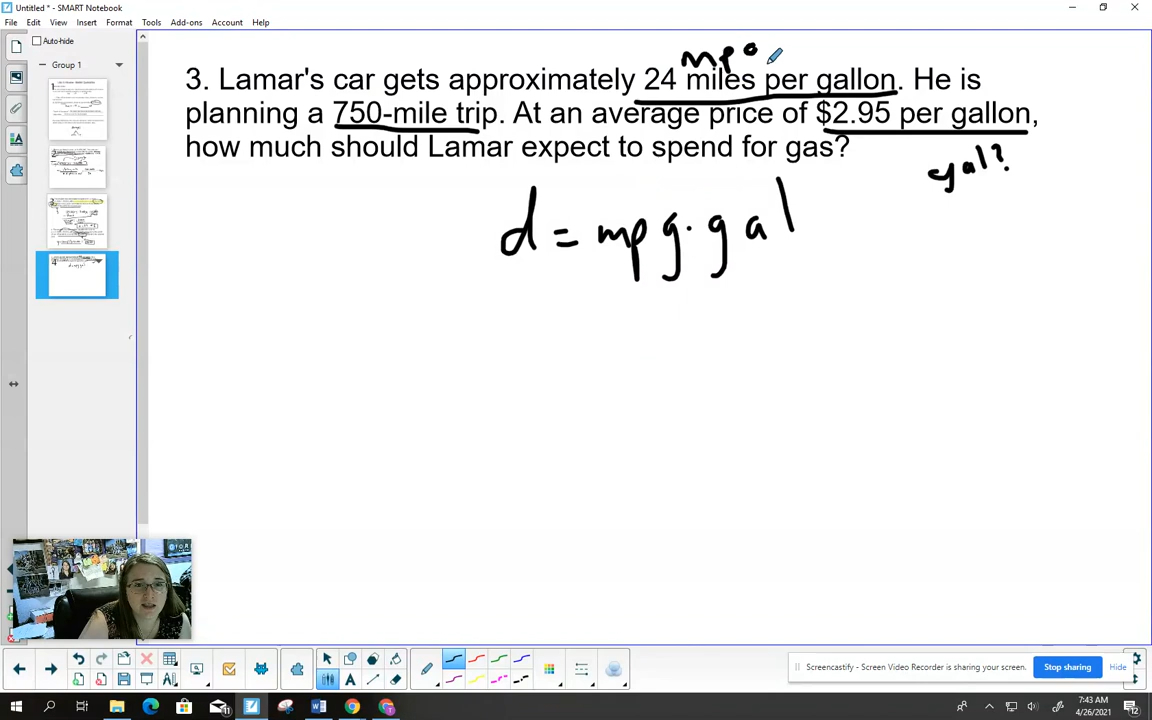 Untitled * - SMART Notebook
File Edit View Insert Format Tools Add-ons Account Help
Auto-hide
Group 1
mpg
3. Lamar's car gets approximately 24 miles per gallon. He is
planning a 750-mile trip. At an average price of $2.95 per gallon,
how much should Lamar expect to spend for gas?
gal?
d = mpg · gal
Screencastify - Screen Video Recorder is sharing your screen.
Stop sharing
Hide
7:43 AM
4/26/2021